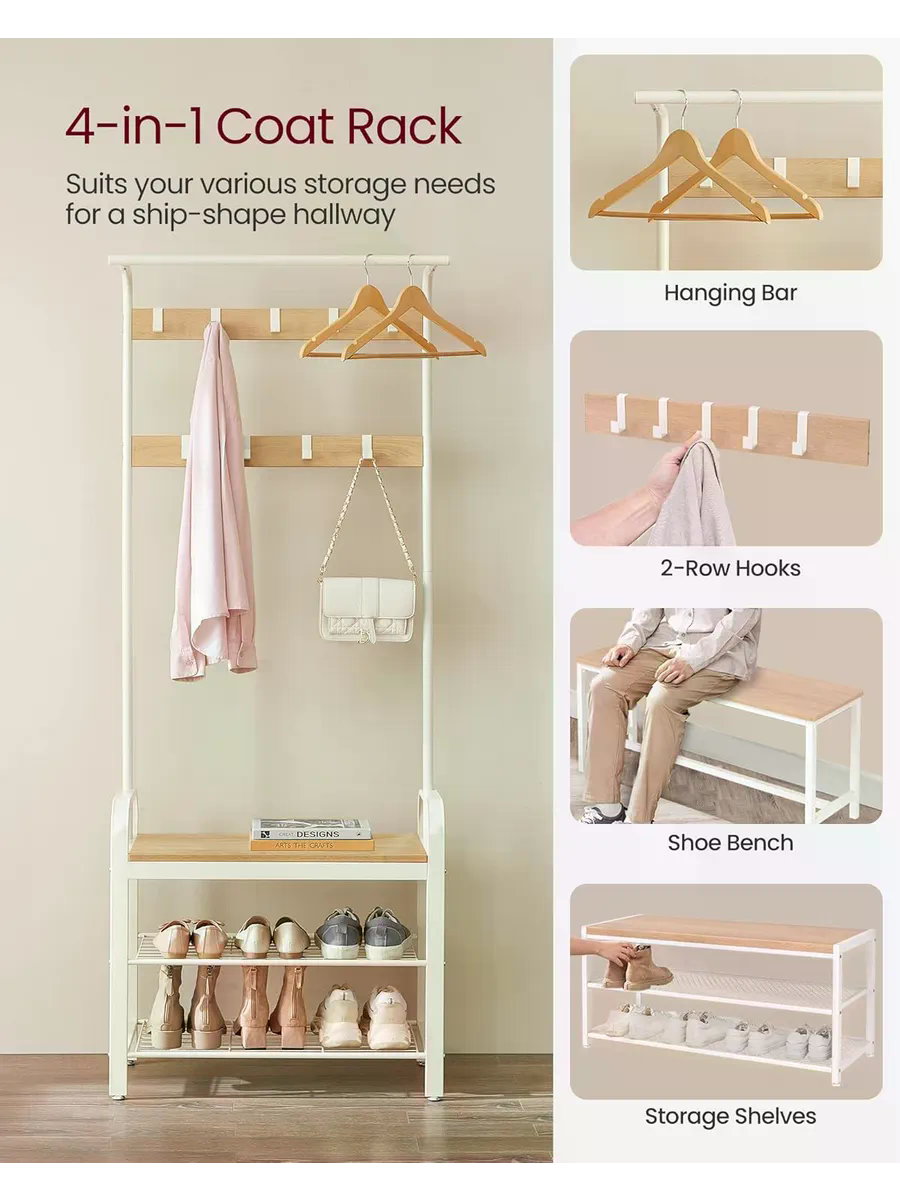 4-in-1 Coat Rack
Suits your various storage needs
for a ship-shape hallway
DESIGNS
ARTS THE CRAFTS
Hanging Bar
2-Row Hooks
Shoe Bench
Storage Shelves